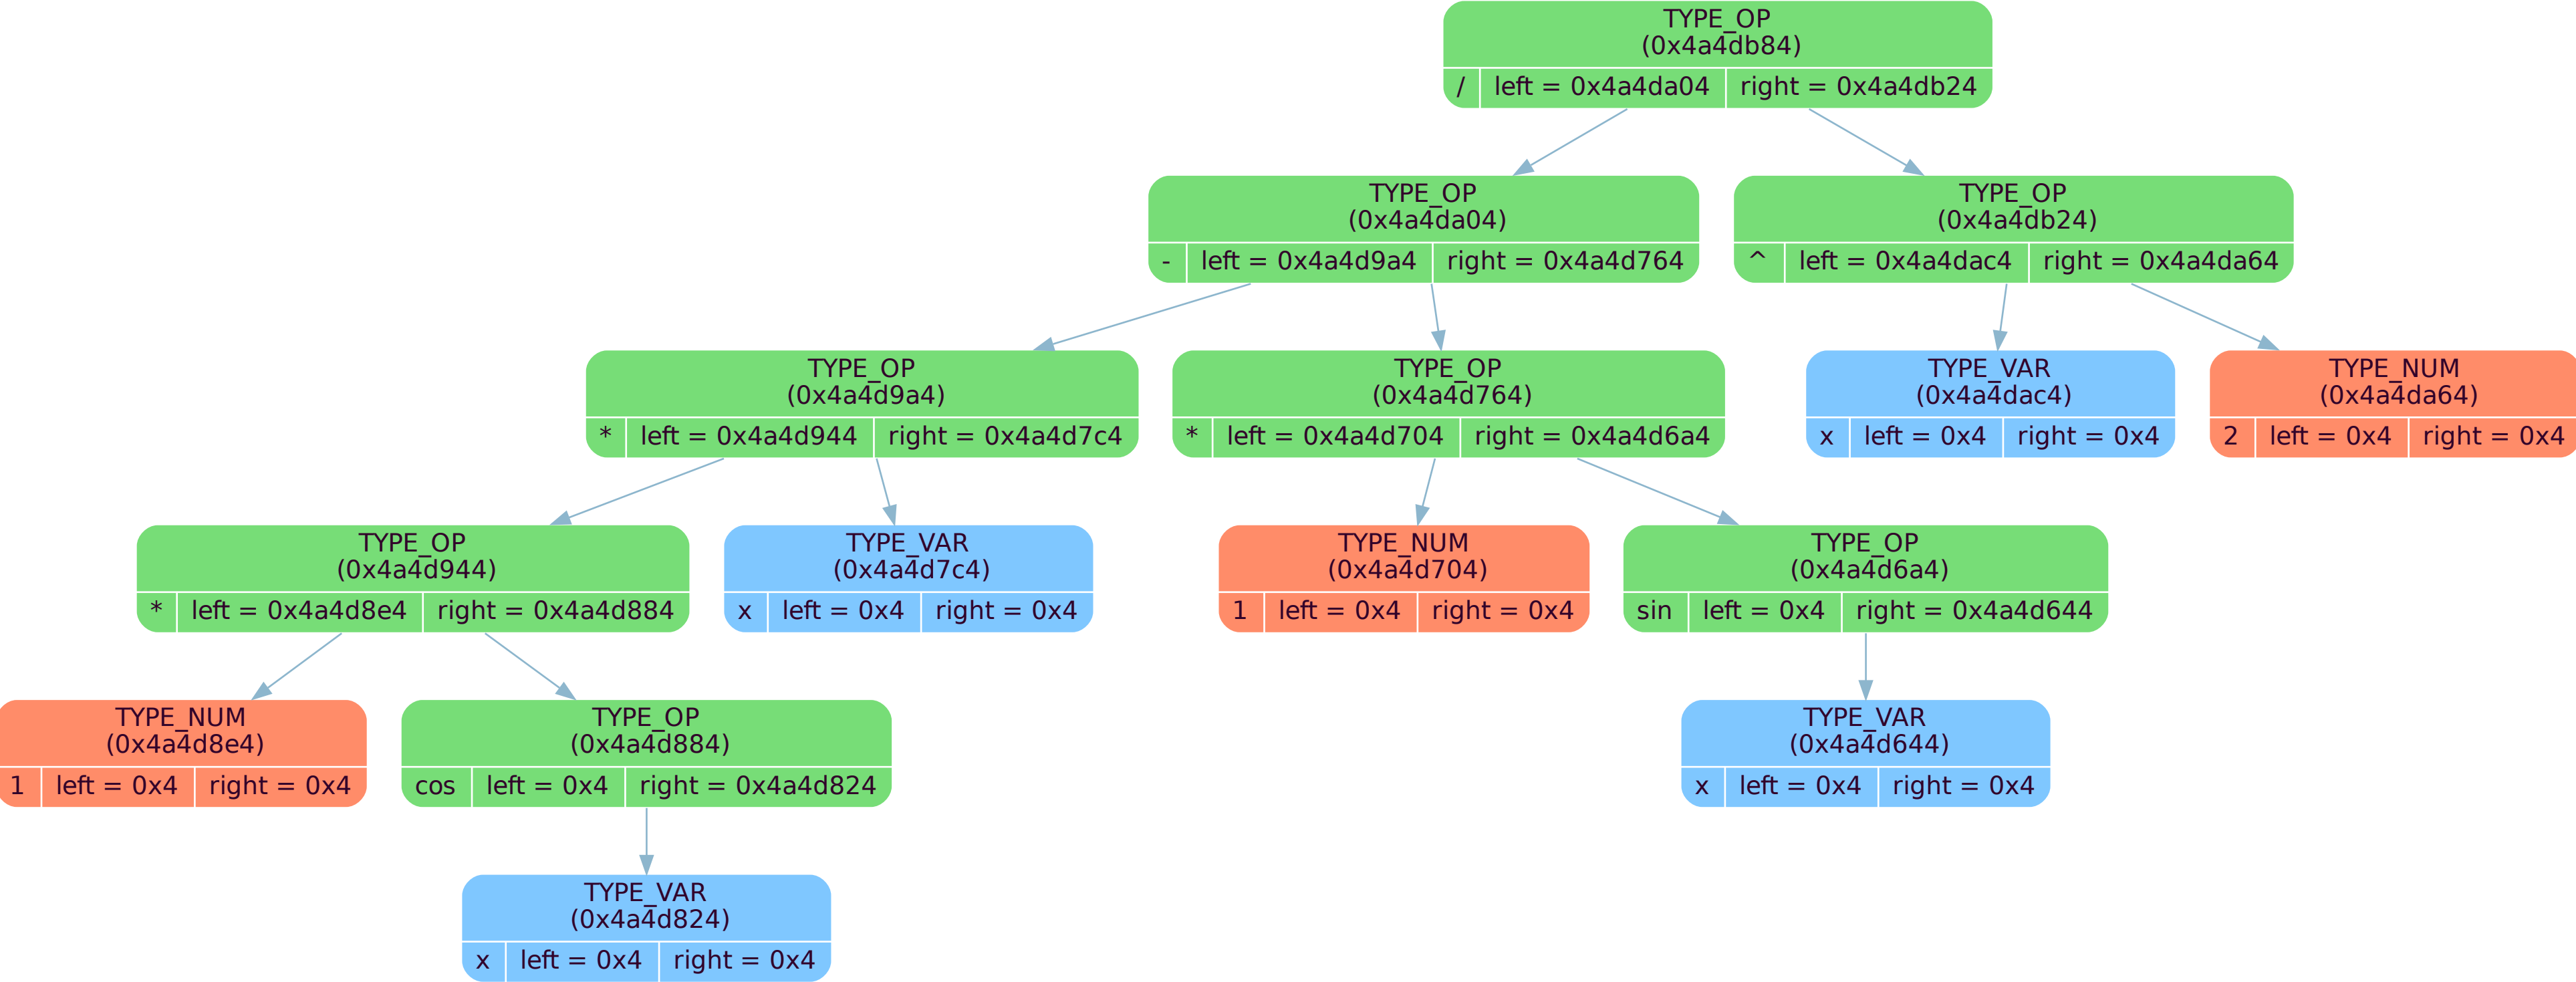 TYPE_OP
(0x4a4db84)
/ left = 0x4a4da04 right = 0x4a4db24
TYPE_OP
(0x4a4da04)
- left = 0x4a4d9a4 right = 0x4a4d764
TYPE_OP
(0x4a4db24)
^ left = 0x4a4dac4 right = 0x4a4da64
TYPE_OP
(0x4a4d9a4)
* left = 0x4a4d944 right = 0x4a4d7c4
TYPE_OP
(0x4a4d764)
* left = 0x4a4d704 right = 0x4a4d6a4
TYPE_VAR
(0x4a4dac4)
x left = 0x4 right = 0x4
TYPE_NUM
(0x4a4da64)
2 left = 0x4 right = 0x4
TYPE_OP
(0x4a4d944)
* left = 0x4a4d8e4 right = 0x4a4d884
TYPE_VAR
(0x4a4d7c4)
x left = 0x4 right = 0x4
TYPE_NUM
(0x4a4d704)
1 left = 0x4 right = 0x4
TYPE_OP
(0x4a4d6a4)
sin left = 0x4 right = 0x4a4d644
TYPE_NUM
(0x4a4d8e4)
1 left = 0x4 right = 0x4
TYPE_OP
(0x4a4d884)
cos left = 0x4 right = 0x4a4d824
TYPE_VAR
(0x4a4d644)
x left = 0x4 right = 0x4
TYPE_VAR
(0x4a4d824)
x left = 0x4 right = 0x4